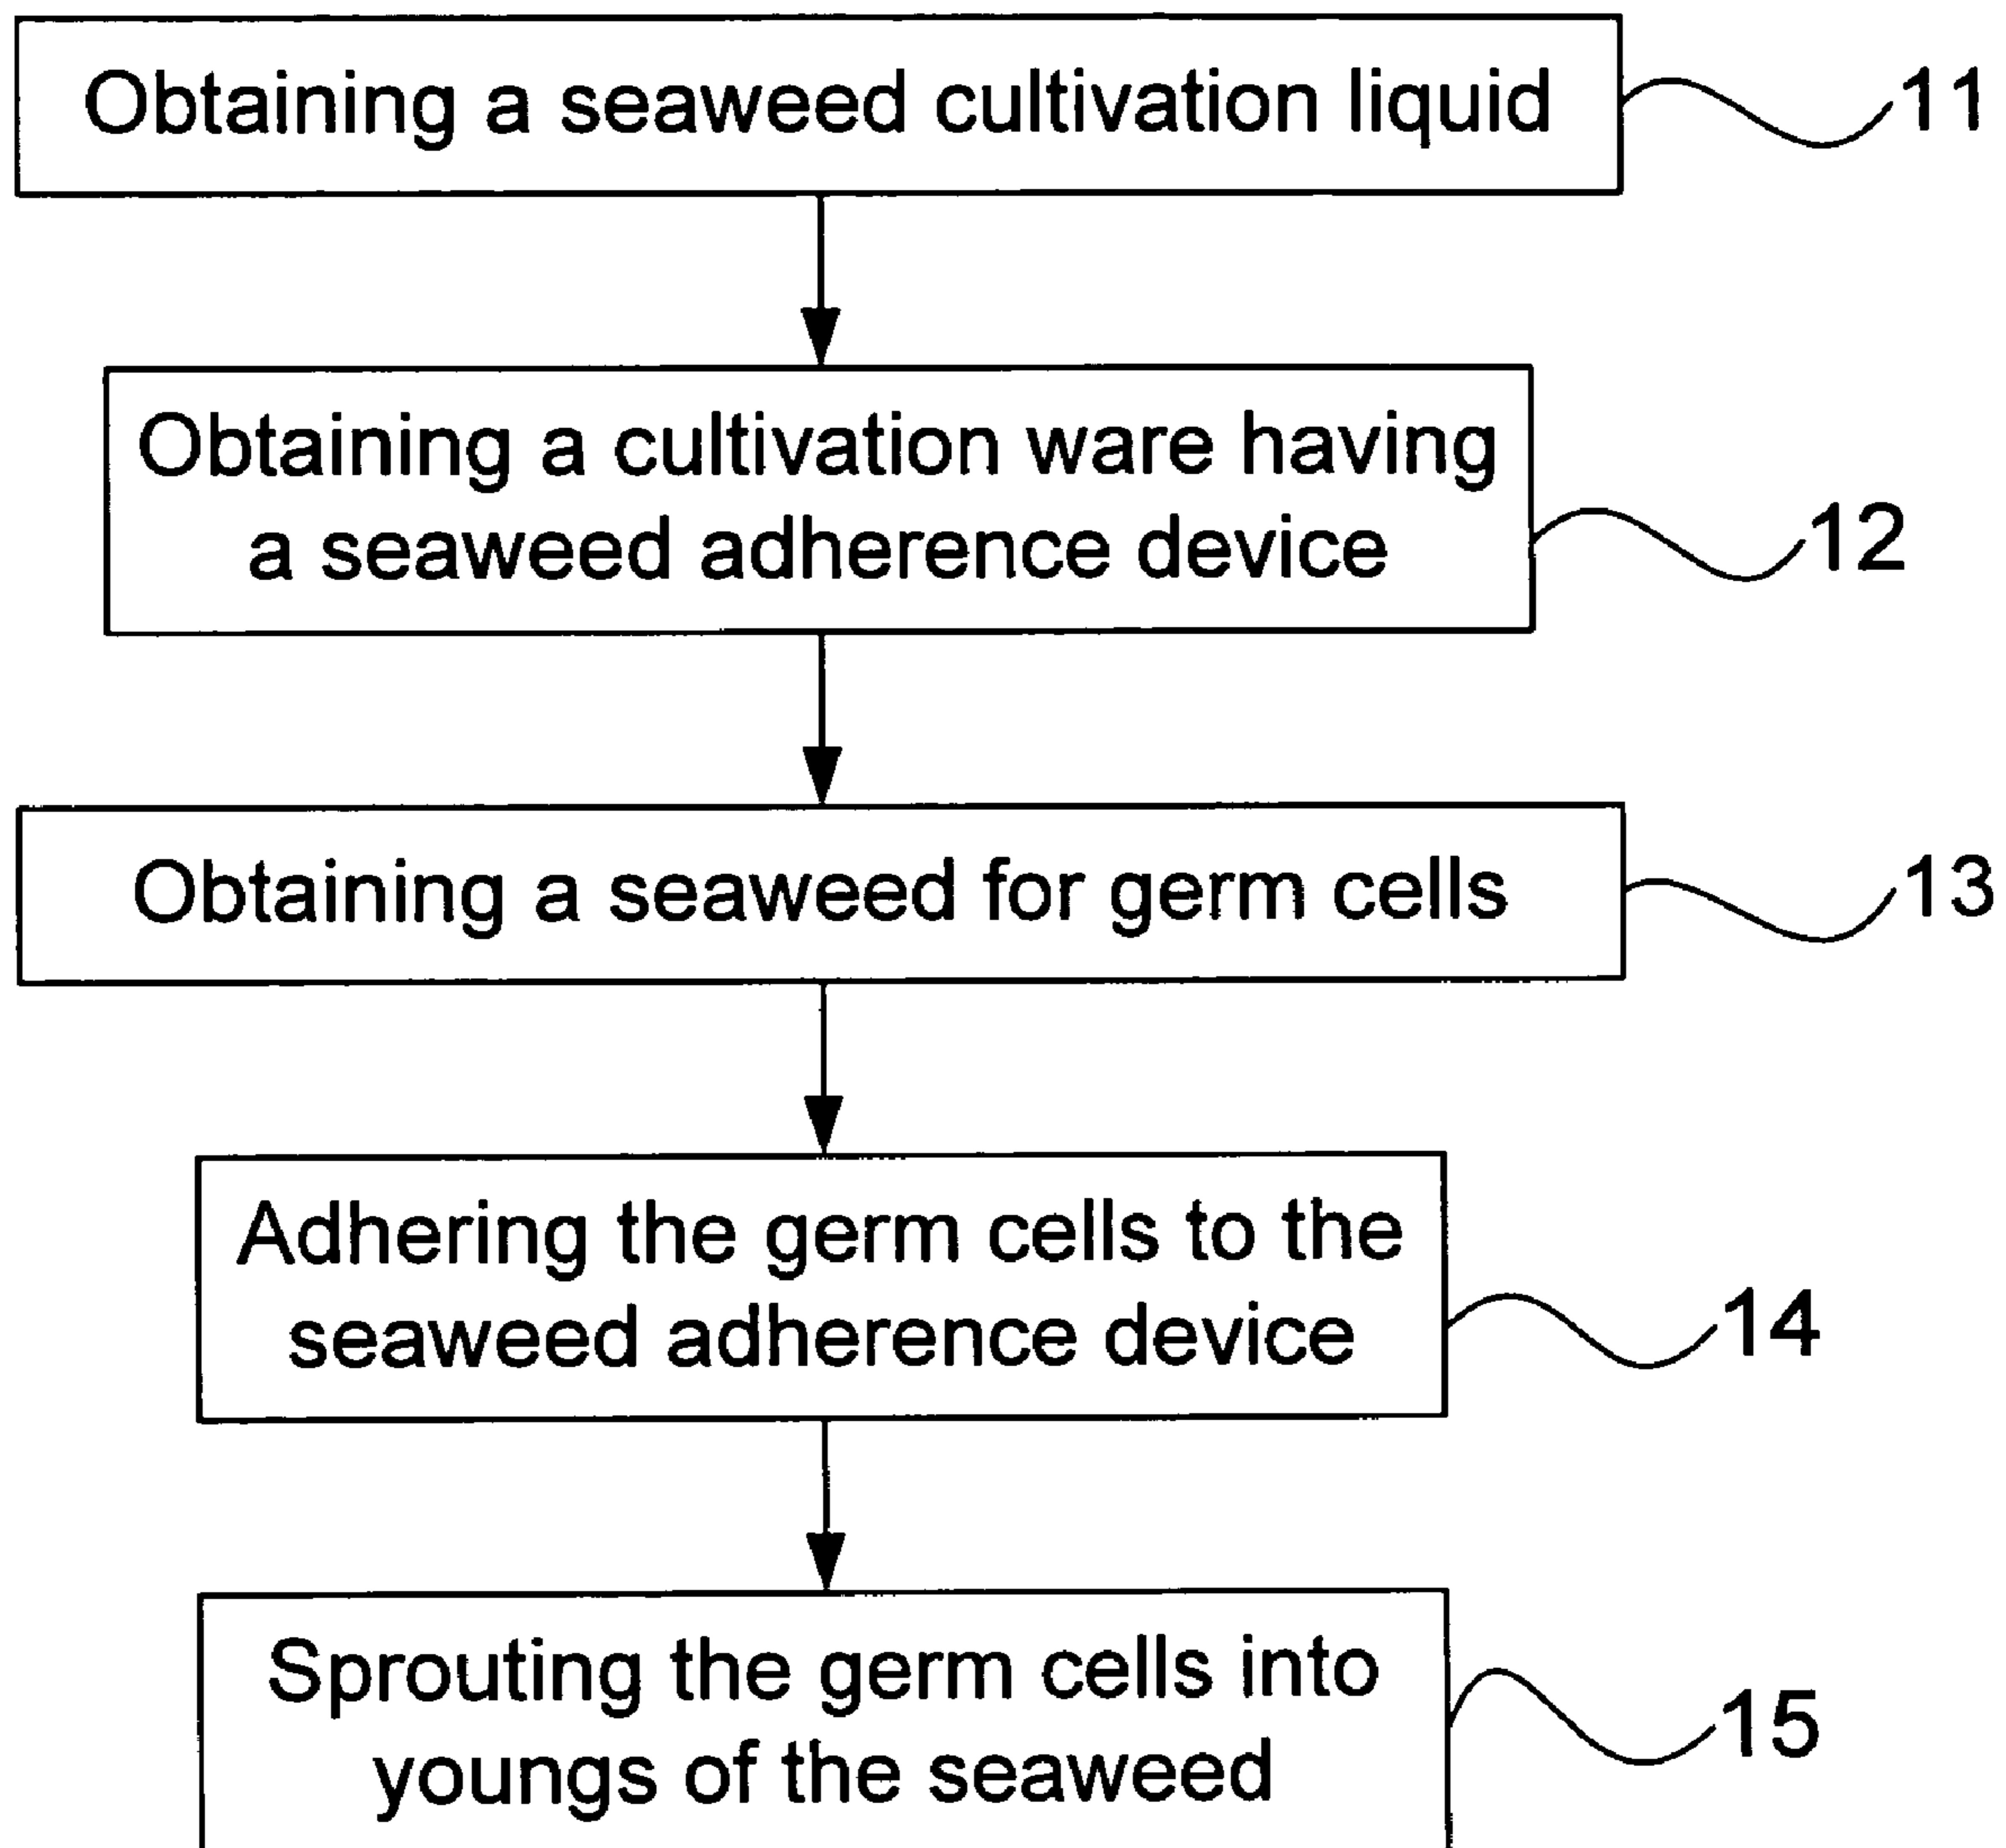 Obtaining a seaweed cultivation liquid
11
Obtaining a cultivation ware having
a seaweed adherence device
12
Obtaining a seaweed for germ cells
13
Adhering the germ cells to the
seaweed adherence device
14
Sprouting the germ cells into
youngs of the seaweed
15